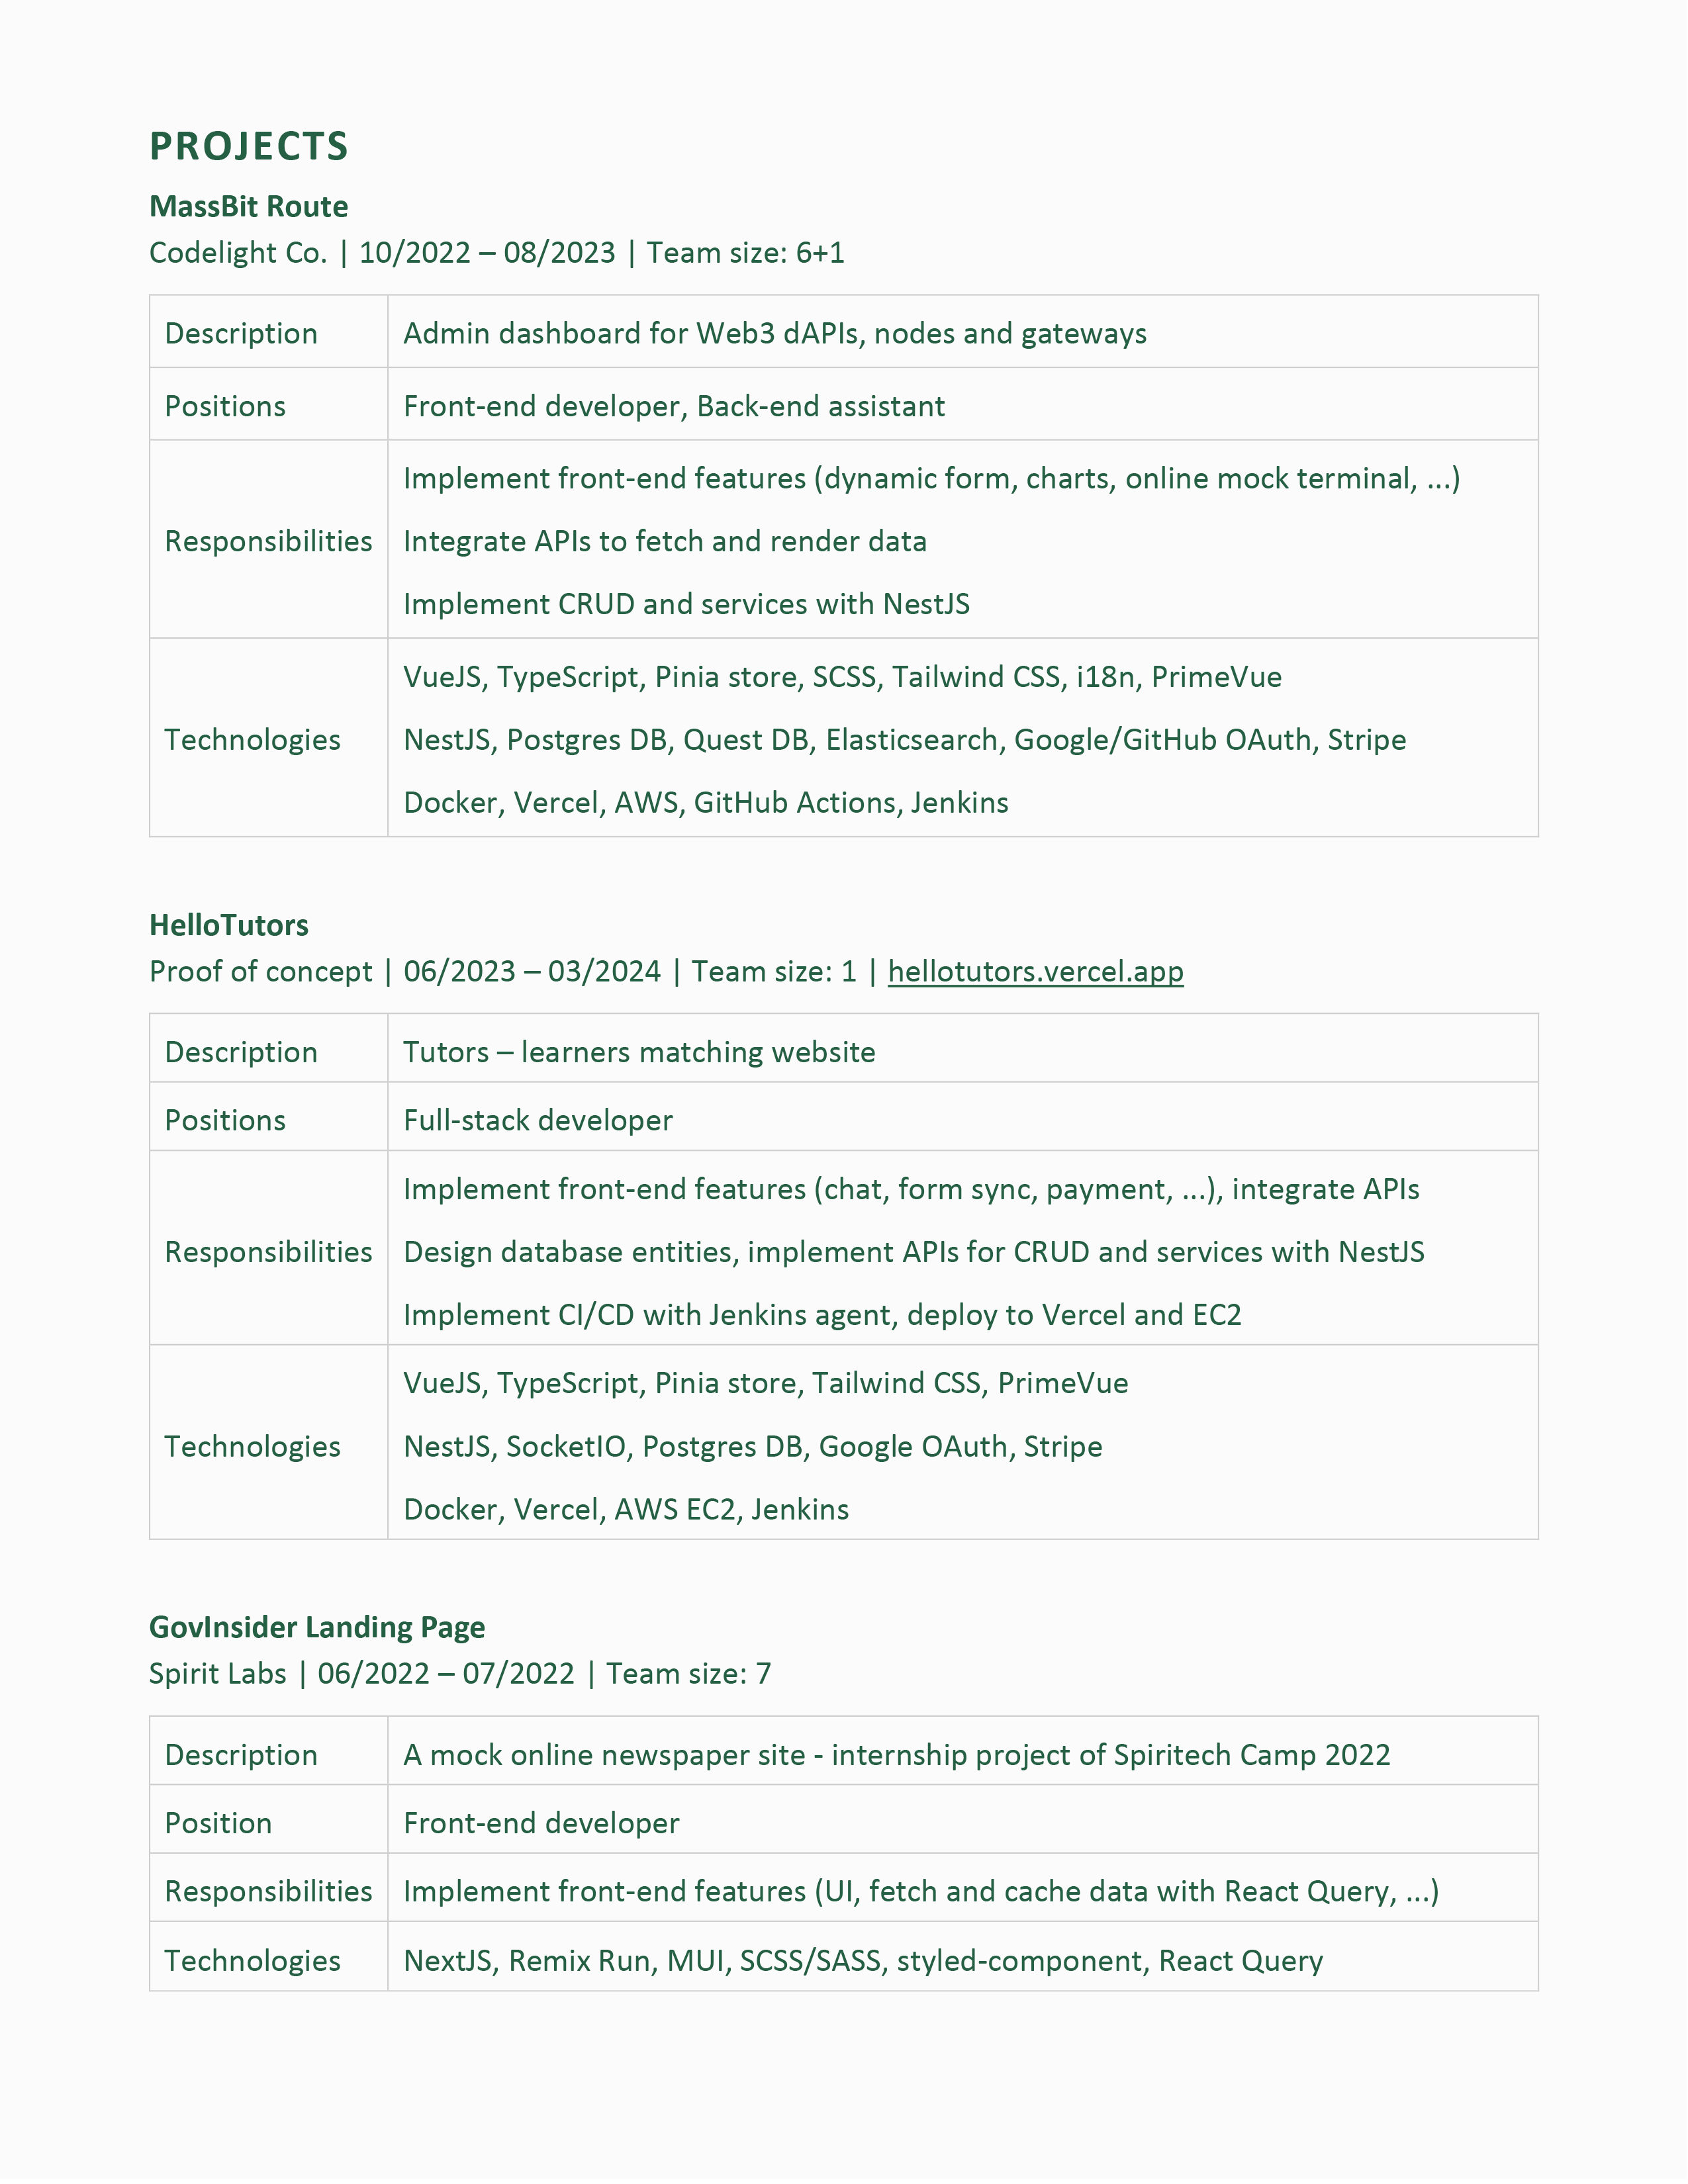 PROJECTS
MassBit Route
Codelight Co. | 10/2022 – 08/2023 | Team size: 6+1
Description
Admin dashboard for Web3 dAPIs, nodes and gateways
Positions
Front-end developer, Back-end assistant
Responsibilities
Implement front-end features (dynamic form, charts, online mock terminal, ...)
Integrate APIs to fetch and render data
Implement CRUD and services with NestJS
Technologies
VueJS, TypeScript, Pinia store, SCSS, Tailwind CSS, i18n, PrimeVue
NestJS, Postgres DB, Quest DB, Elasticsearch, Google/GitHub OAuth, Stripe
Docker, Vercel, AWS, GitHub Actions, Jenkins
HelloTutors
Proof of concept | 06/2023 – 03/2024 | Team size: 1 | hellotutors.vercel.app
Description
Tutors – learners matching website
Positions
Full-stack developer
Responsibilities
Implement front-end features (chat, form sync, payment, ...), integrate APIs
Design database entities, implement APIs for CRUD and services with NestJS
Implement CI/CD with Jenkins agent, deploy to Vercel and EC2
Technologies
VueJS, TypeScript, Pinia store, Tailwind CSS, PrimeVue
NestJS, SocketIO, Postgres DB, Google OAuth, Stripe
Docker, Vercel, AWS EC2, Jenkins
GovInsider Landing Page
Spirit Labs | 06/2022 – 07/2022 | Team size: 7
Description
A mock online newspaper site - internship project of Spiritech Camp 2022
Position
Front-end developer
Responsibilities
Implement front-end features (UI, fetch and cache data with React Query, ...)
Technologies
NextJS, Remix Run, MUI, SCSS/SASS, styled-component, React Query